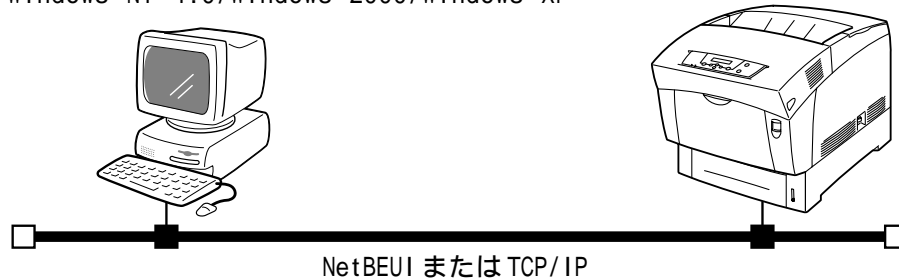 Windows NT 4.0/Windows 2000/Windows XP
NetBEUI または TCP/IP